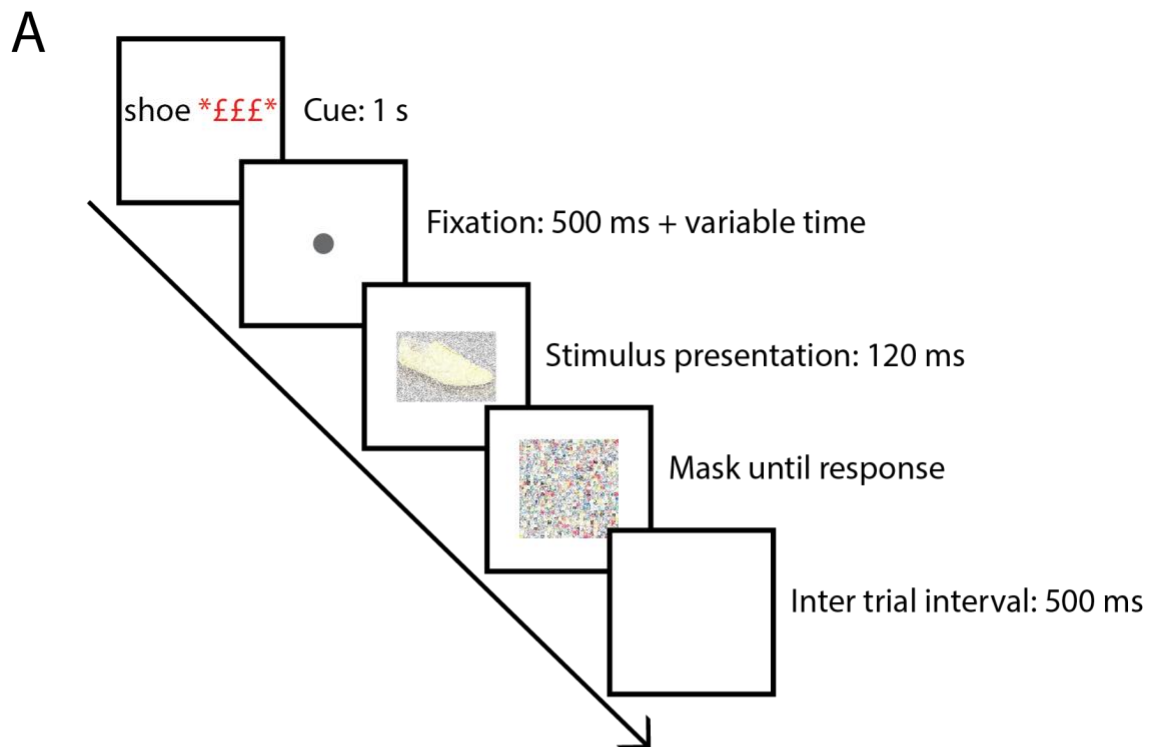 A
shoe *£££*
Cue: 1 s
Fixation: 500 ms + variable time
Stimulus presentation: 120 ms
Mask until response
Inter trial interval: 500 ms